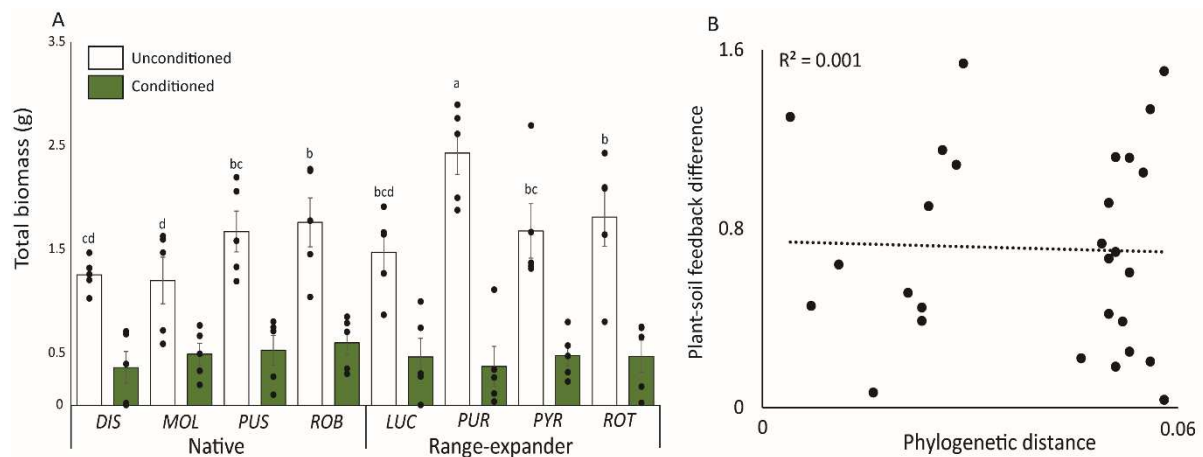 A
Total biomass (g)
3.5
2.5
1.5
0.5
0
Unconditioned
Conditioned
cd
d
bc
b
bcd
a
bc
b
DIS MOL PUS ROB LUC PUR PYR ROT
Native Range-expander
B
Plant-soil feedback difference
1.6
0.8
0
R² = 0.001
0 0.06
Phylogenetic distance